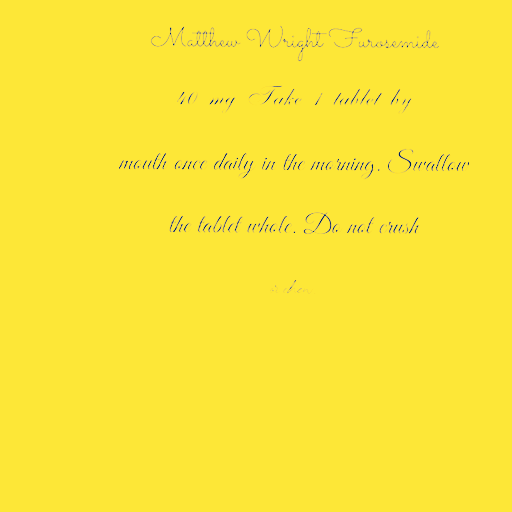 Matthew Wright Furosemide
40 mg Take 1 tablet by
mouth once daily in the morning. Swallow
the tablet whole. Do not crush